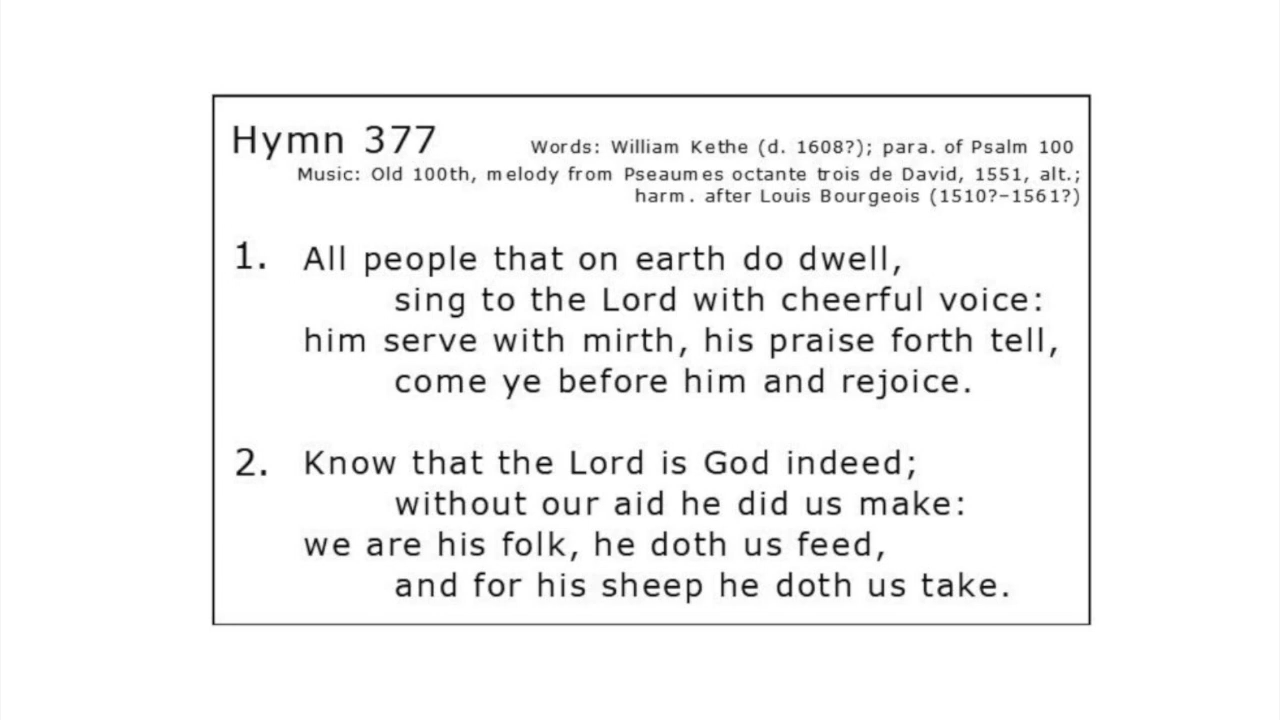 Hymn 377
Words: William Kethe (d. 1608?); para. of Psalm 100
Music: Old 100th, melody from Pseaumes octante trois de David, 1551, alt.;
harm. after Louis Bourgeois (1510?–1561?)
1. All people that on earth do dwell,
sing to the Lord with cheerful voice:
him serve with mirth, his praise forth tell,
come ye before him and rejoice.
2. Know that the Lord is God indeed;
without our aid he did us make:
we are his folk, he doth us feed,
and for his sheep he doth us take.